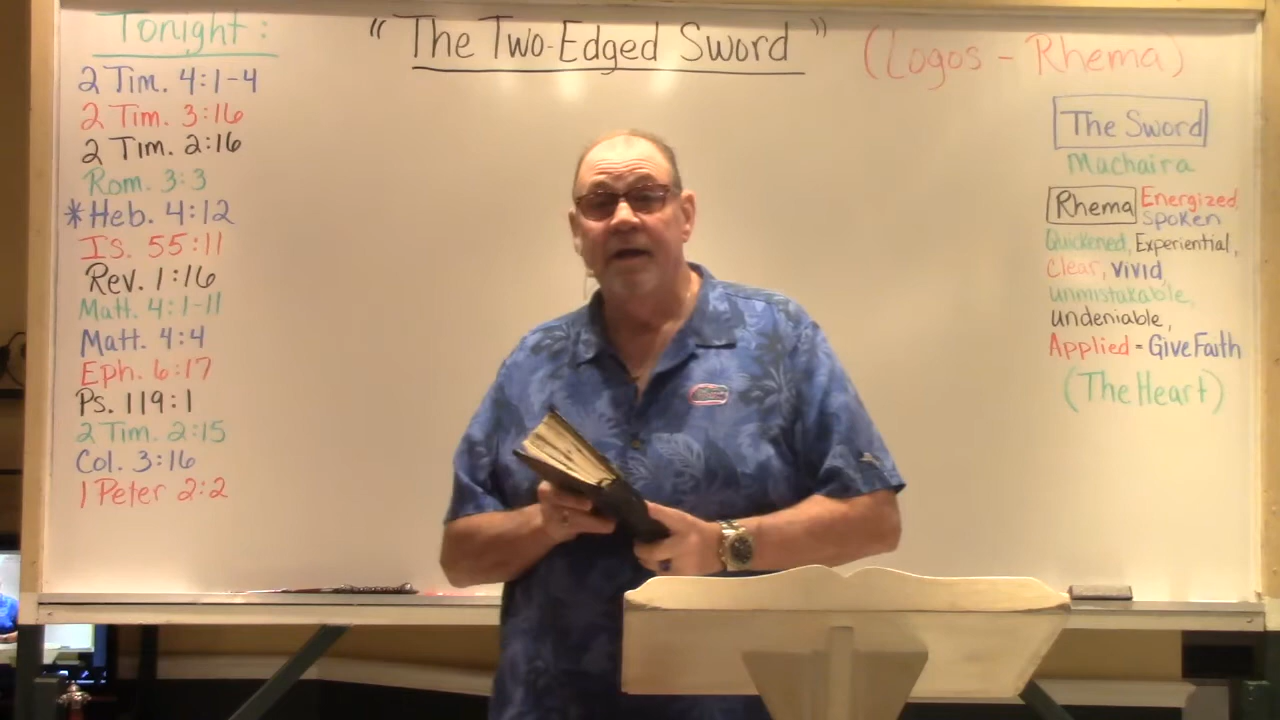 Tonight:
2 Tim. 4:1-4
2 Tim. 3:16
2 Tim. 2:16
Rom. 3:3
*Heb. 4:12
Is. 55:11
Rev. 1:16
Matt. 4:1-11
Matt. 4:4
Eph. 6:17
Ps. 119:1
2 Tim. 2:15
Col. 3:16
1 Peter 2:2
"The Two-Edged Sword"
(Logos - Rhema)
The Sword
Machaira
Rhema Energized,
spoken
Quickened, Experiential,
Clear, vivid,
unmistakable,
undeniable,
Applied = Give Faith
(The Heart)